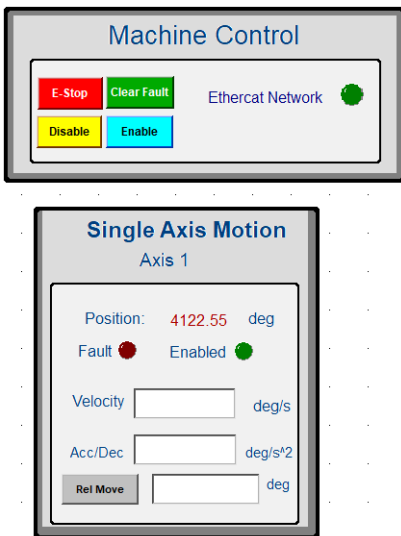 Machine Control
E-Stop Clear Fault
Ethercat Network
Disable Enable
Single Axis Motion
Axis 1
Position: 4122.55 deg
Fault Enabled
Velocity deg/s
Acc/Dec deg/s^2
Rel Move deg